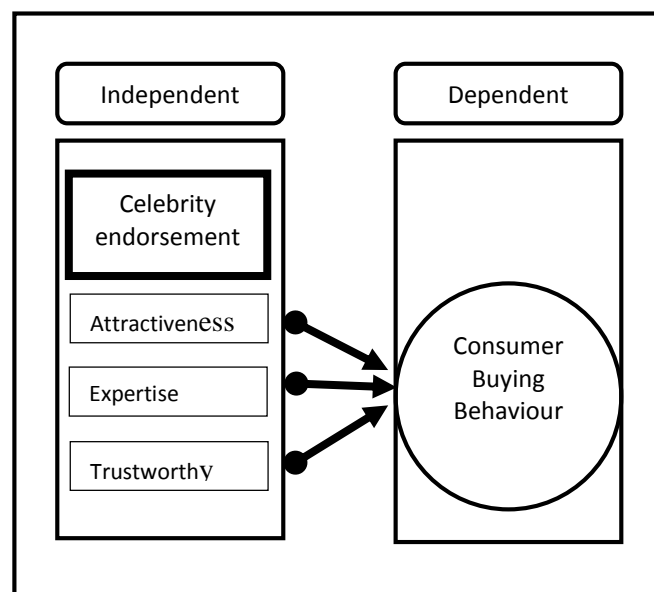 Independent
Dependent
Celebrity
endorsement
Attractiveness
Expertise
Trustworthy
Consumer
Buying
Behaviour